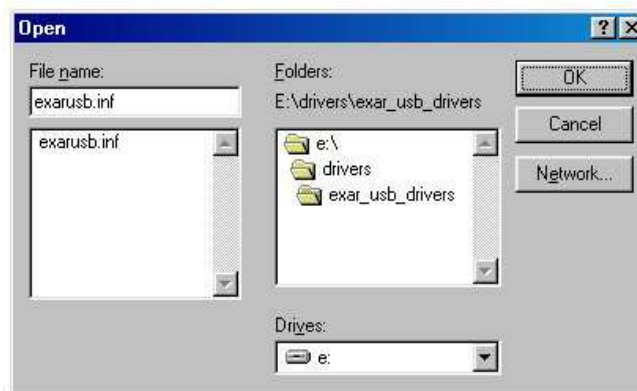 Open
File name:
exarusb.inf
exarusb.inf
Folders:
E:\drivers\exar_usb_drivers
e:\
drivers
exar_usb_drivers
Drives:
e:
OK
Cancel
Network...